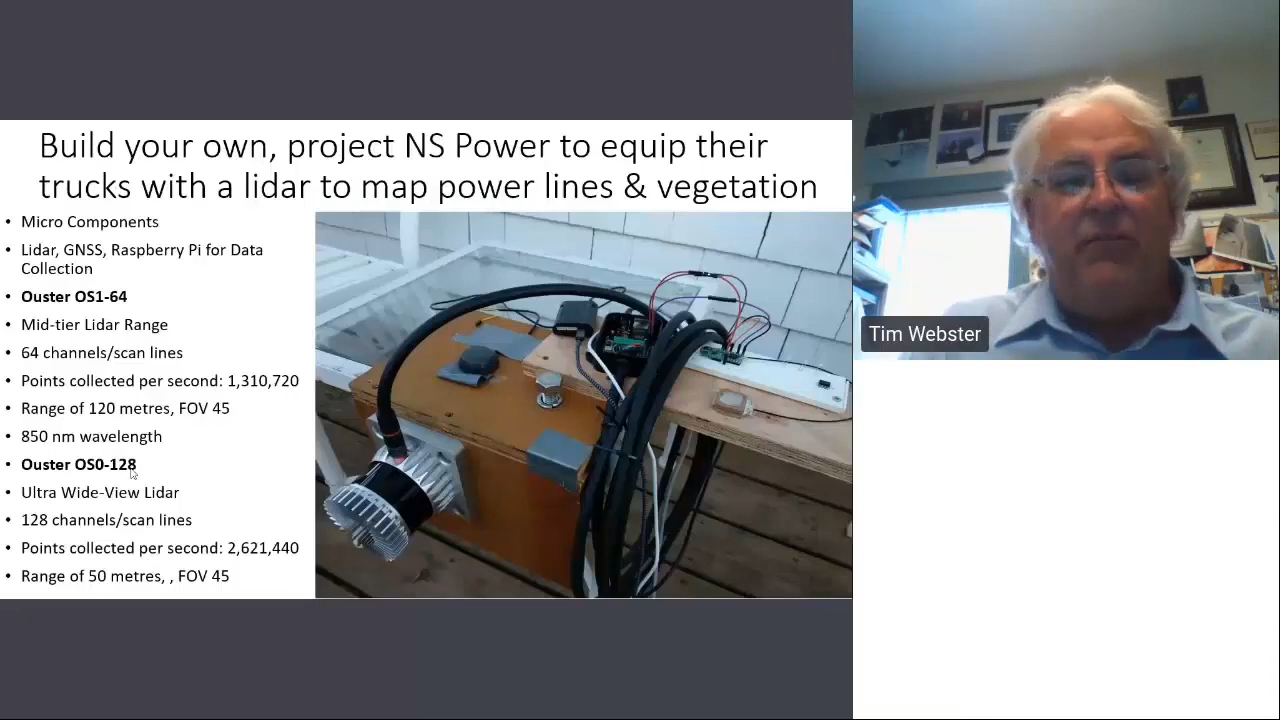 Build your own, project NS Power to equip their
trucks with a lidar to map power lines & vegetation
• Micro Components
• Lidar, GNSS, Raspberry Pi for Data
Collection
• Ouster OS1-64
• Mid-tier Lidar Range
• 64 channels/scan lines
• Points collected per second: 1,310,720
• Range of 120 metres, FOV 45
• 850 nm wavelength
• Ouster OS0-128
• Ultra Wide-View Lidar
• 128 channels/scan lines
• Points collected per second: 2,621,440
• Range of 50 metres, , FOV 45
Tim Webster